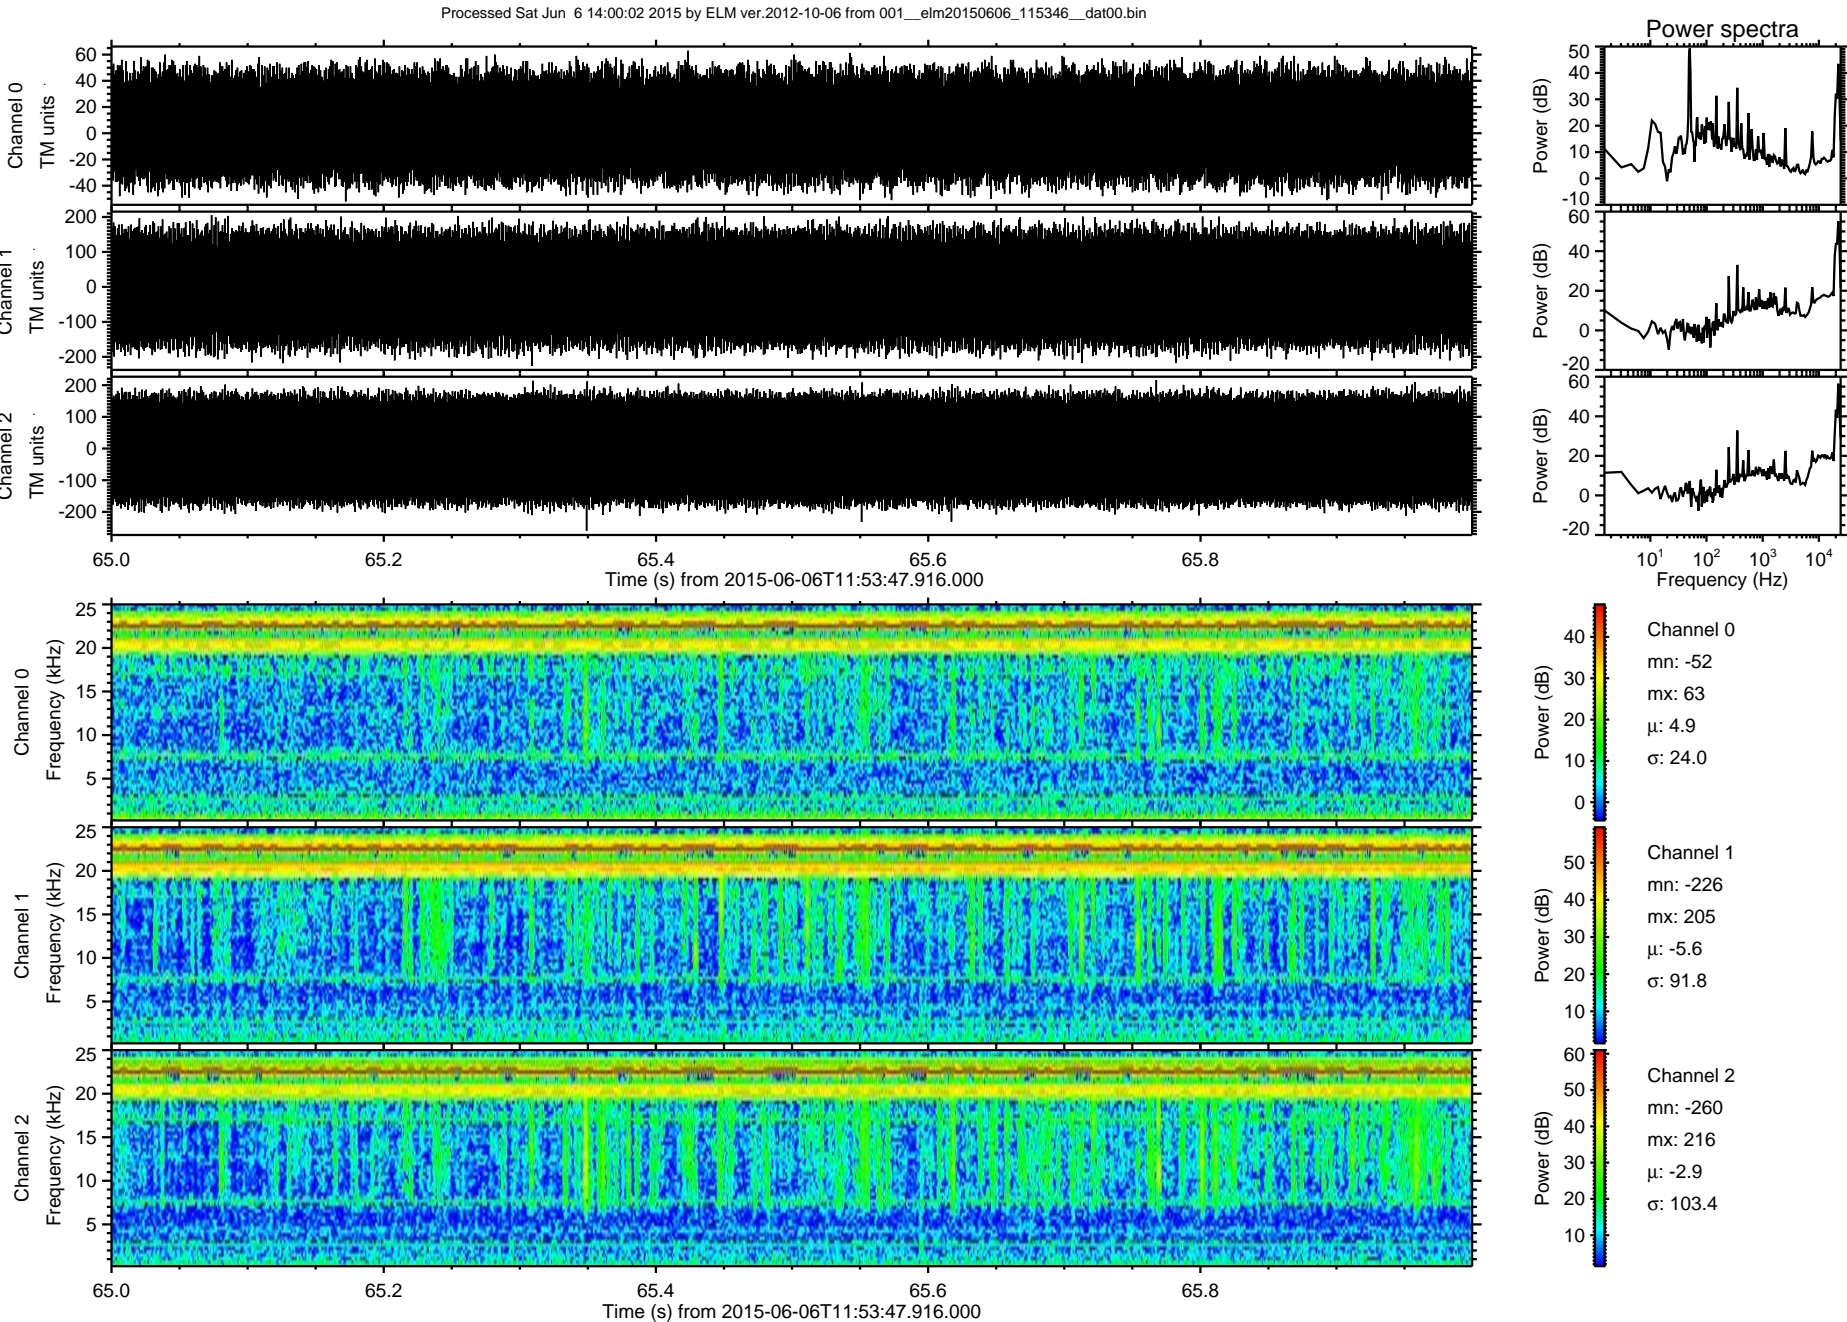 Processed Sat Jun  6 14:00:02 2015 by ELM ver.2012-10-06 from 001__elm20150606_115346__dat00.bin
Power spectra
Channel 0
TM units
60
40
20
0
-20
-40
Power (dB)
50
40
30
20
10
0
-10
Channel 1
TM units
200
100
0
-100
-200
Power (dB)
60
40
20
0
-20
Channel 2
TM units
200
100
0
-100
-200
Power (dB)
60
40
20
0
-20
65.0 65.2 65.4 65.6 65.8
Time (s) from 2015-06-06T11:53:47.916.000
10¹ 10² 10³ 10⁴
Frequency (Hz)
Channel 0
Frequency (kHz)
25
20
15
10
5
Power (dB)
40
30
20
10
0
Channel 0
mn: -52
mx: 63
μ: 4.9
σ: 24.0
Channel 1
Frequency (kHz)
25
20
15
10
5
Power (dB)
50
40
30
20
10
Channel 1
mn: -226
mx: 205
μ: -5.6
σ: 91.8
Channel 2
Frequency (kHz)
25
20
15
10
5
Power (dB)
60
50
40
30
20
10
Channel 2
mn: -260
mx: 216
μ: -2.9
σ: 103.4
65.0 65.2 65.4 65.6 65.8
Time (s) from 2015-06-06T11:53:47.916.000